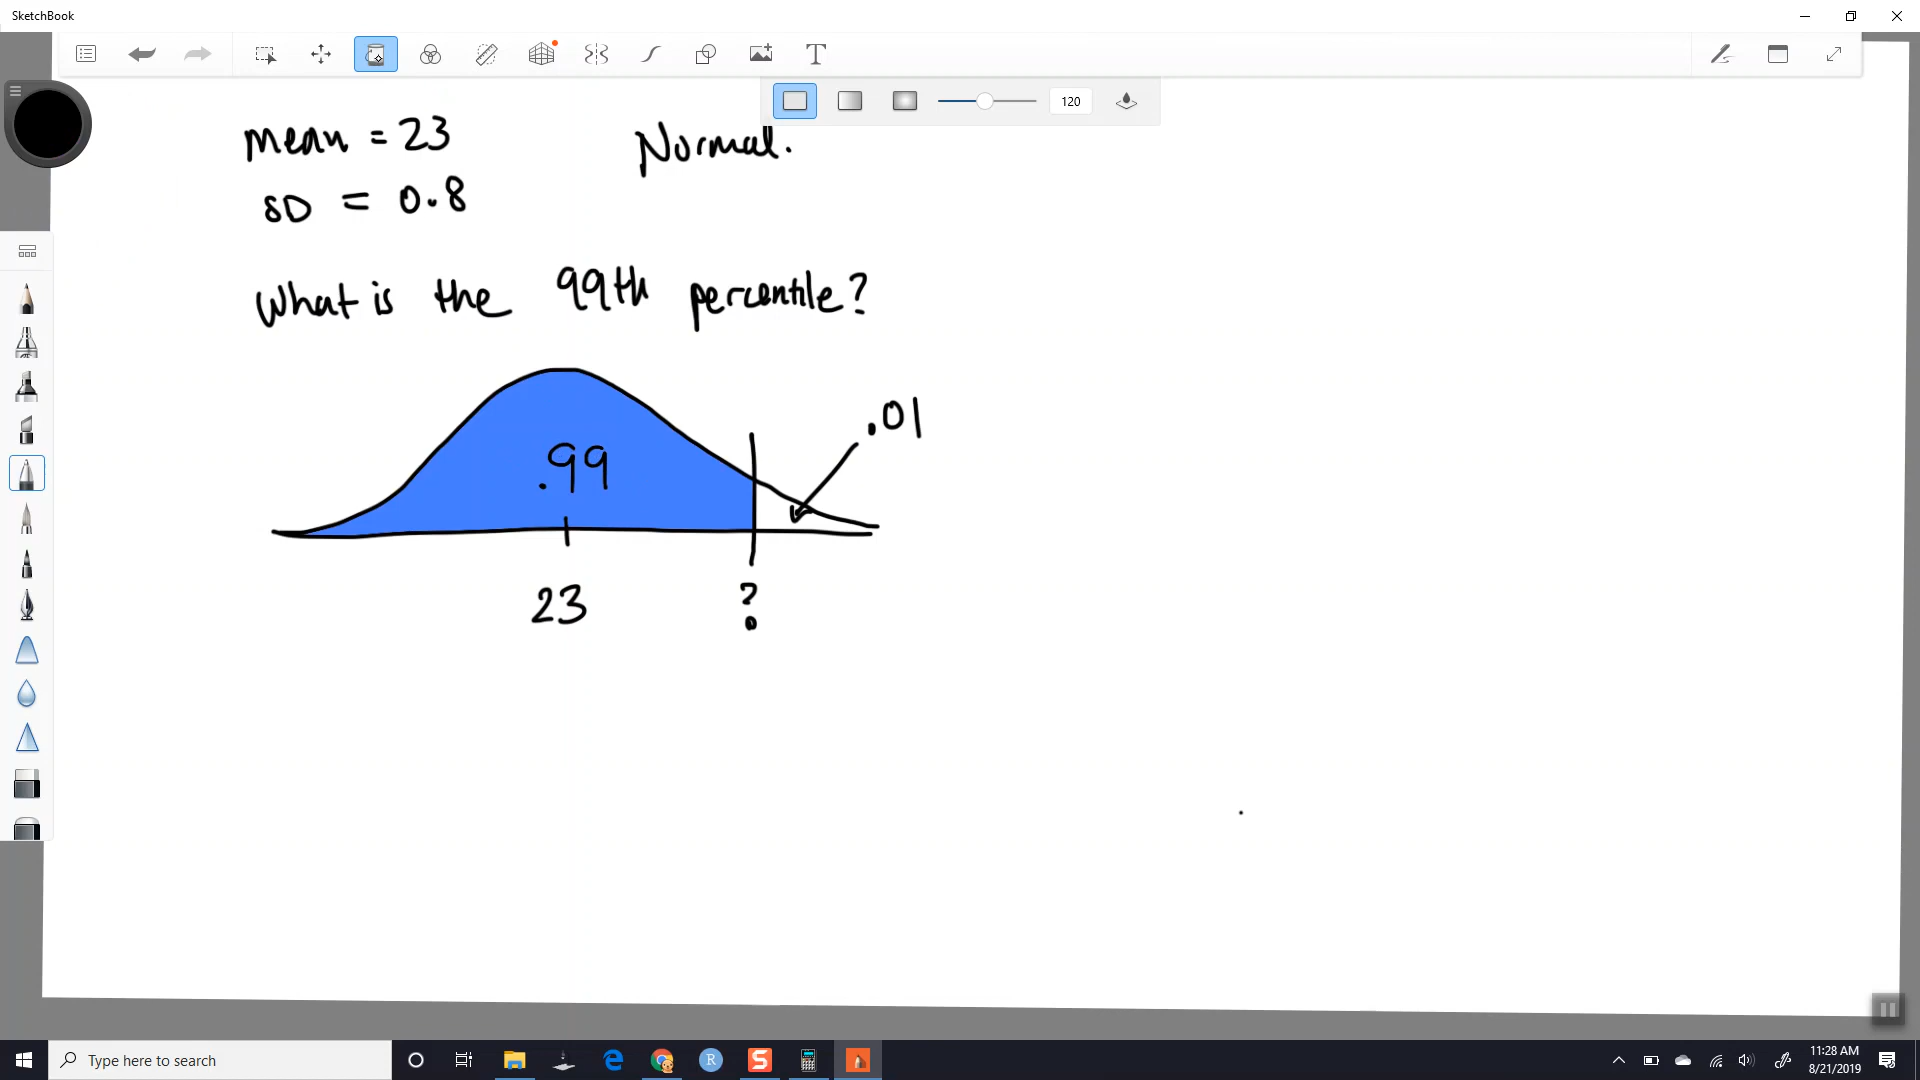 SketchBook
120
mean = 23
Normal.
SD = 0.8
What is the 99th percentile?
.01
.99
23
?
Type here to search
11:28 AM
8/21/2019